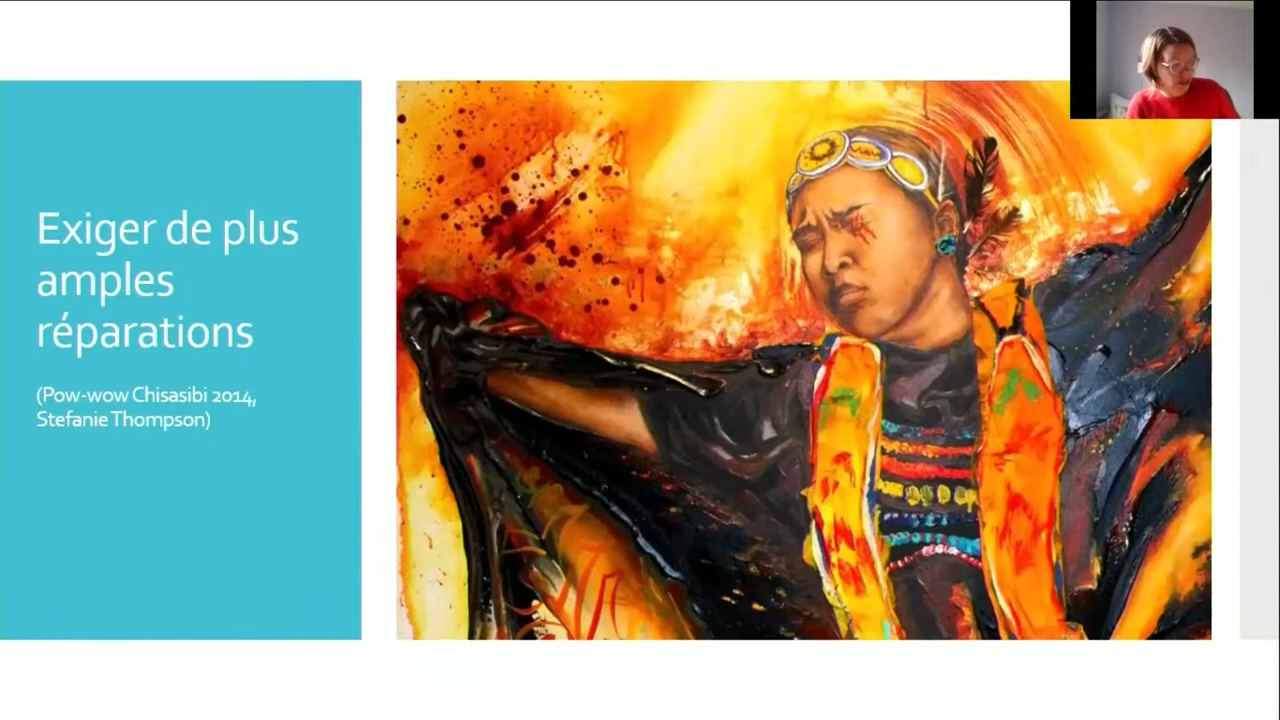 Exiger de plus
amples
réparations
(Pow-wow Chisasibi 2014,
Stefanie Thompson)